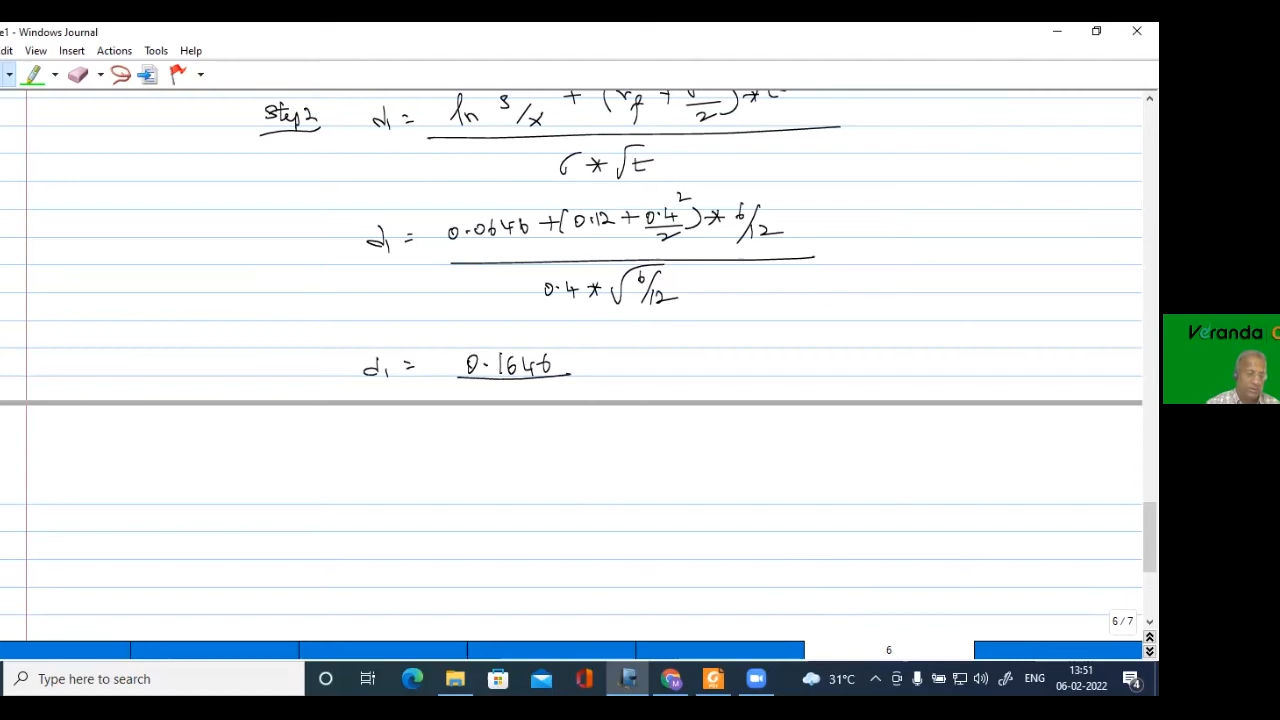 e1 - Windows Journal
dit View Insert Actions Tools Help
Step 2 d₁ = ln S/x + (rf + σ/2) * t
σ * √t
d₁ = 0.0646 + (0.12 + 0.4²/2) * 6/12
0.4 * √6/12
Veranda
d₁ = 0.1646
6 / 7
6
Type here to search
31°C
ENG
13:51
06-02-2022
4